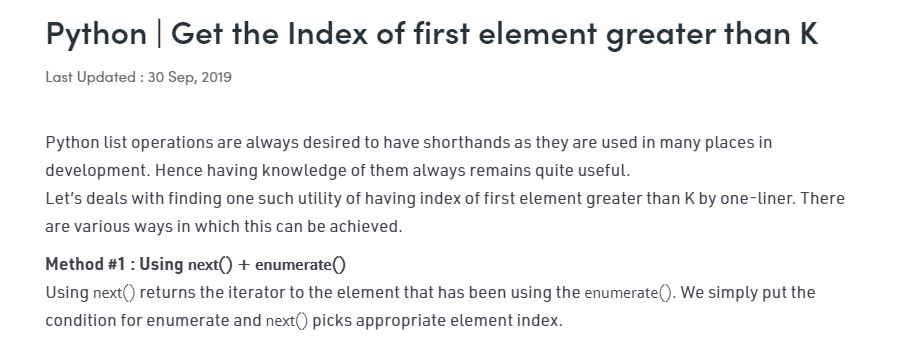 Python | Get the Index of first element greater than K
Last Updated : 30 Sep, 2019
Python list operations are always desired to have shorthands as they are used in many places in
development. Hence having knowledge of them always remains quite useful.
Let’s deals with finding one such utility of having index of first element greater than K by one-liner. There
are various ways in which this can be achieved.
Method #1 : Using next() + enumerate()
Using next() returns the iterator to the element that has been using the enumerate(). We simply put the
condition for enumerate and next() picks appropriate element index.